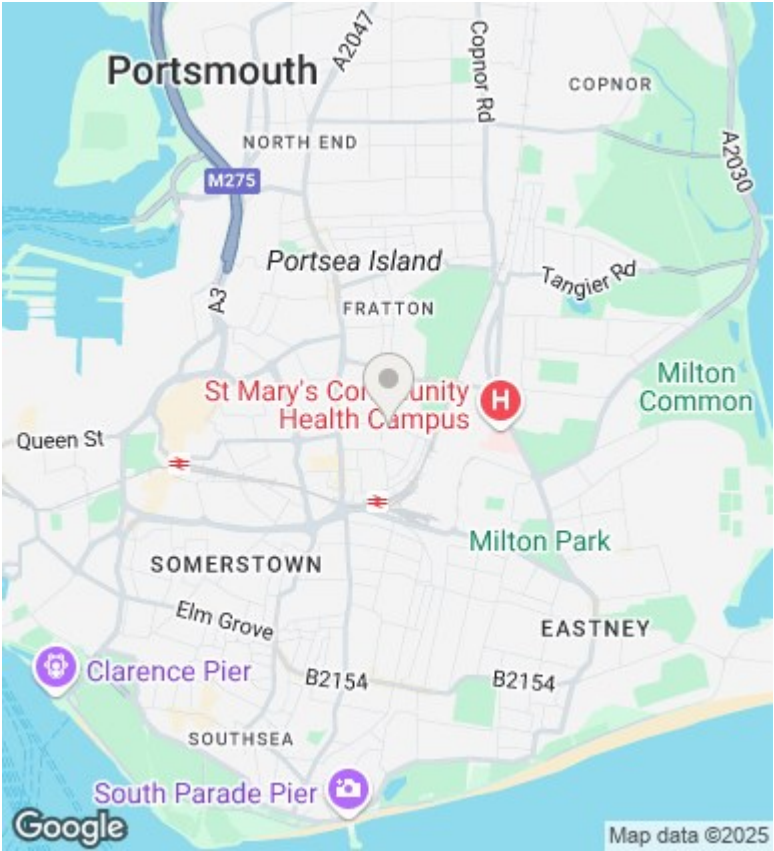 Portsmouth
A2047
Copnor Rd
COPNOR
NORTH END
A2030
M275
Portsea Island
Tangier Rd
A3
FRATTON
St Mary's Community
Health Campus
H
Milton
Common
Queen St
Milton Park
SOMERSTOWN
Elm Grove
EASTNEY
Clarence Pier
B2154
B2154
SOUTHSEA
South Parade Pier
Google
Map data ©2025